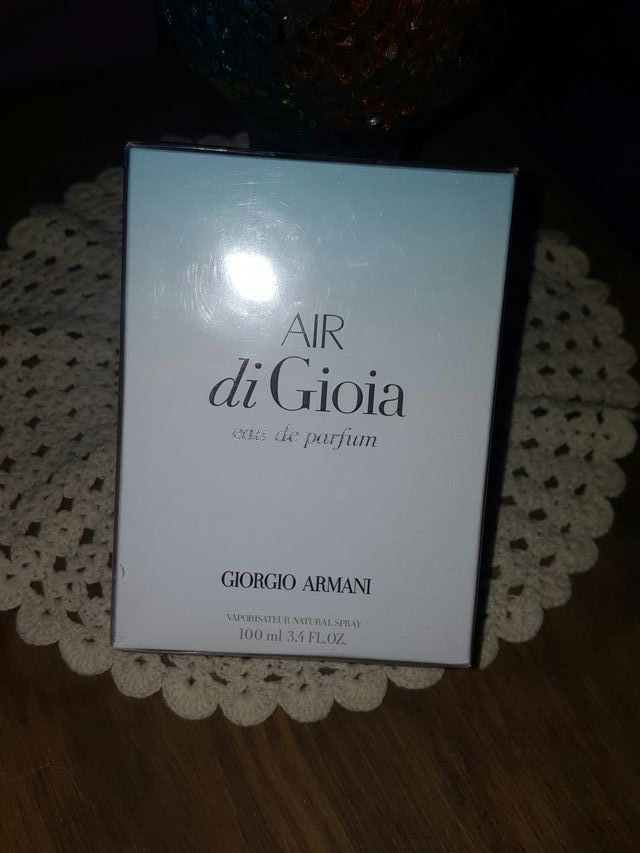 AIR
di Gioia
eau de parfum
GIORGIO ARMANI
VAPORISATEUR NATURAL SPRAY
100 ml 3.4 FL.OZ.